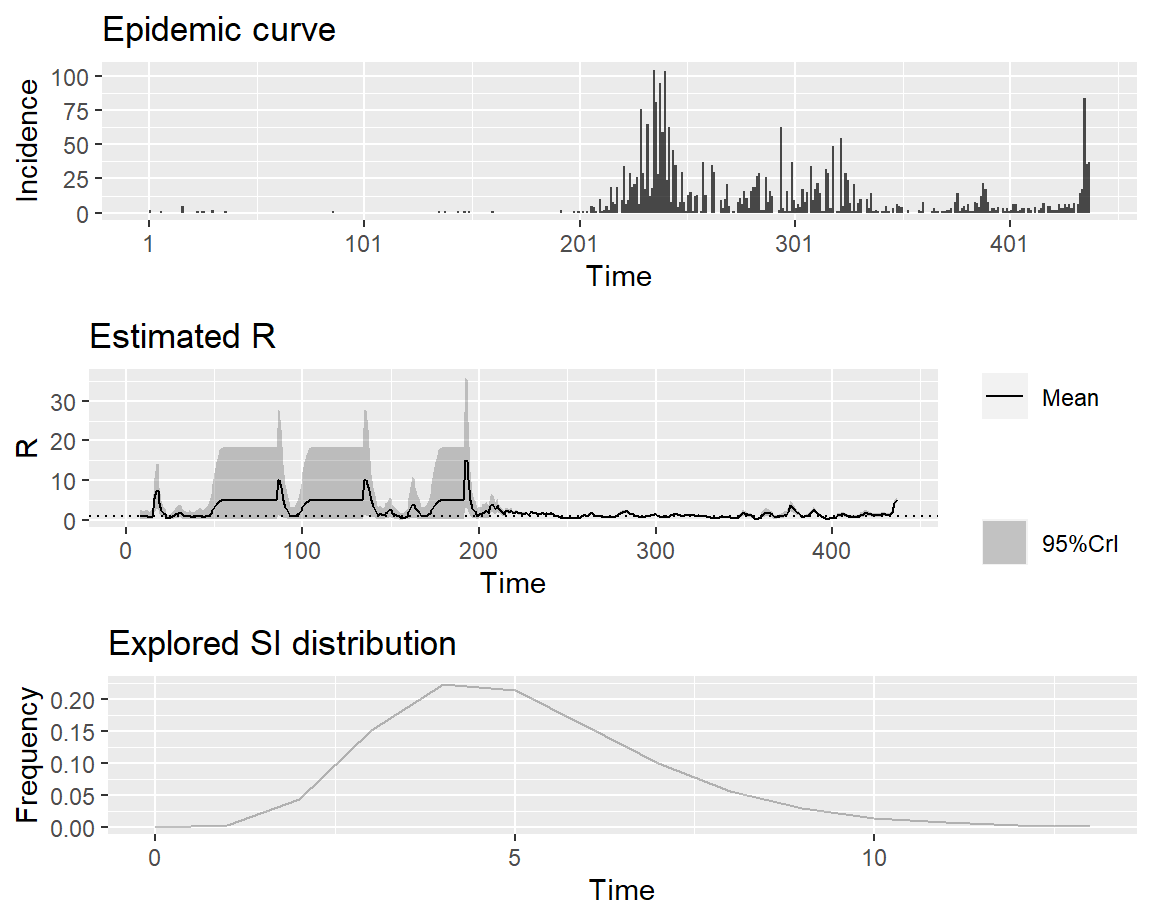 Epidemic curve
Incidence
100
75
50
25
0
1 101 201 301 401
Time
Estimated R
R
30
20
10
0
0 100 200 300 400
Time
Mean
95%CrI
Explored SI distribution
Frequency
0.20
0.15
0.10
0.05
0.00
0 5 10
Time